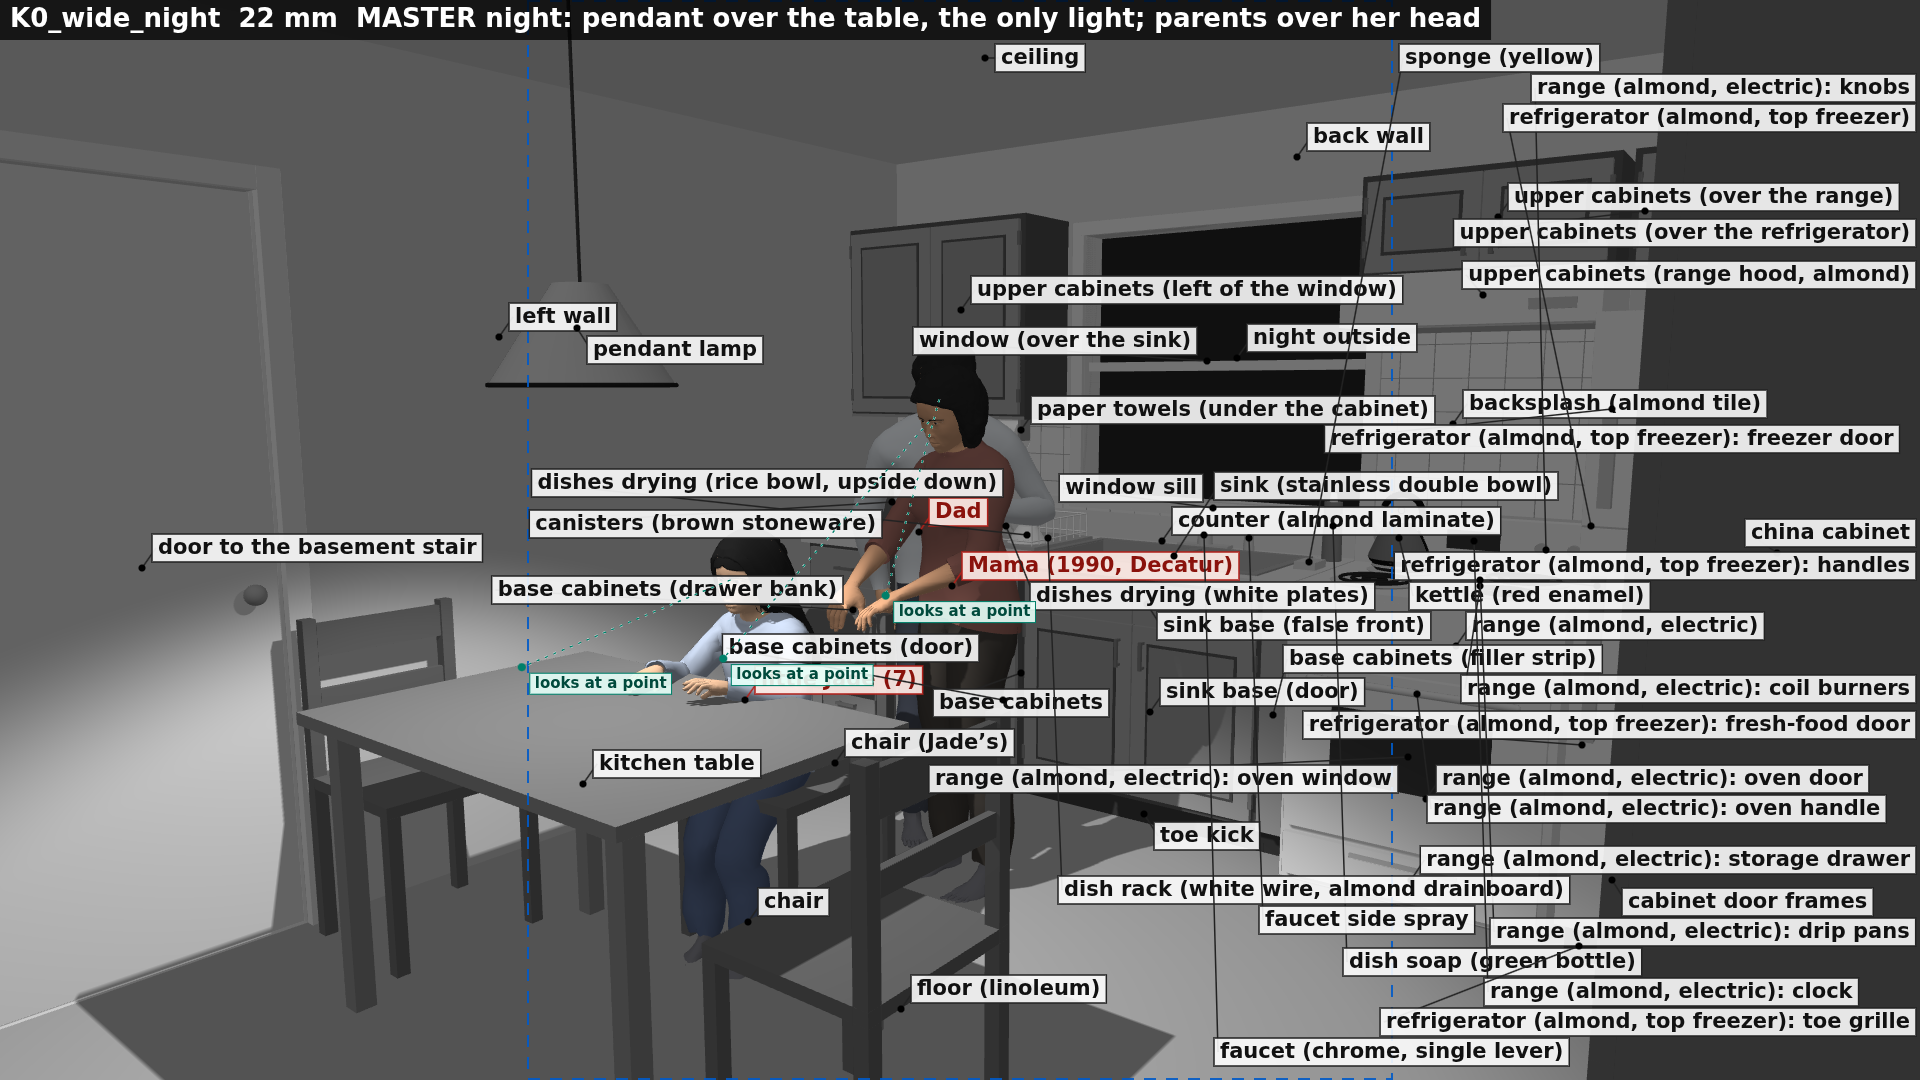 K0_wide_night  22 mm  MASTER night: pendant over the table, the only light; parents over her head
ceiling
sponge (yellow)
range (almond, electric): knobs
refrigerator (almond, top freezer)
back wall
upper cabinets (over the range)
upper cabinets (over the refrigerator)
upper cabinets (range hood, almond)
upper cabinets (left of the window)
left wall
pendant lamp
window (over the sink)
night outside
paper towels (under the cabinet)
backsplash (almond tile)
refrigerator (almond, top freezer): freezer door
dishes drying (rice bowl, upside down)
window sill
sink (stainless double bowl)
canisters (brown stoneware)
Dad
counter (almond laminate)
china cabinet
door to the basement stair
Mama (1990, Decatur)
refrigerator (almond, top freezer): handles
base cabinets (drawer bank)
looks at a point
dishes drying (white plates)
kettle (red enamel)
sink base (false front)
range (almond, electric)
base cabinets (door)
base cabinets (filler strip)
looks at a point
looks at a point
(7)
base cabinets
sink base (door)
range (almond, electric): coil burners
refrigerator (almond, top freezer): fresh-food door
chair (Jade’s)
kitchen table
range (almond, electric): oven window
range (almond, electric): oven door
range (almond, electric): oven handle
toe kick
range (almond, electric): storage drawer
dish rack (white wire, almond drainboard)
chair
cabinet door frames
faucet side spray
range (almond, electric): drip pans
dish soap (green bottle)
floor (linoleum)
range (almond, electric): clock
refrigerator (almond, top freezer): toe grille
faucet (chrome, single lever)